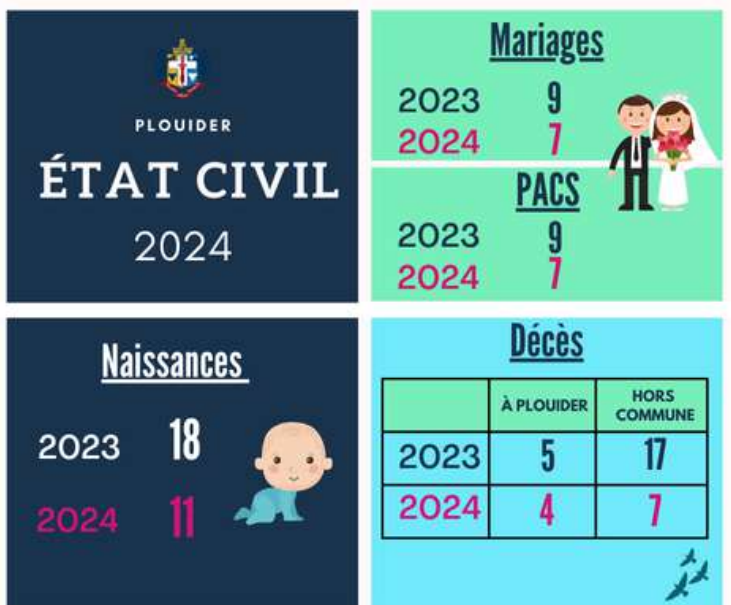 PLOUIDER
ÉTAT CIVIL
2024
Mariages
2023 9
2024 7
PACS
2023 9
2024 7
Naissances
2023 18
2024 11
Décès
À PLOUIDER HORS COMMUNE
2023 5 17
2024 4 7